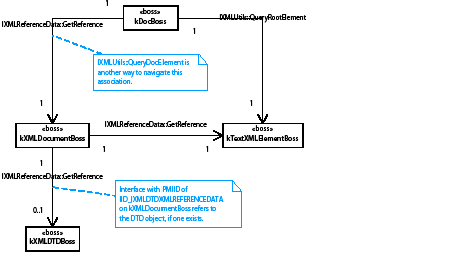 1
«boss»
kDocBoss
IXMLReferenceData::GetReference
IXMLUtils::QueryRootElement
1
IXMLUtils::QueryDocElement is
another way to navigate this
association.
1
1
«boss»
kXMLDocumentBoss
IXMLReferenceData::GetReference
«boss»
kTextXMLElementBoss
1
1
1
IXMLReferenceData::GetReference
Interface with PMIID of
IID_IXMLDTDXMLREFERENCEDATA
on kXMLDocumentBoss refers to
the DTD object, if one exists.
0..1
«boss»
kXMLDTDBoss